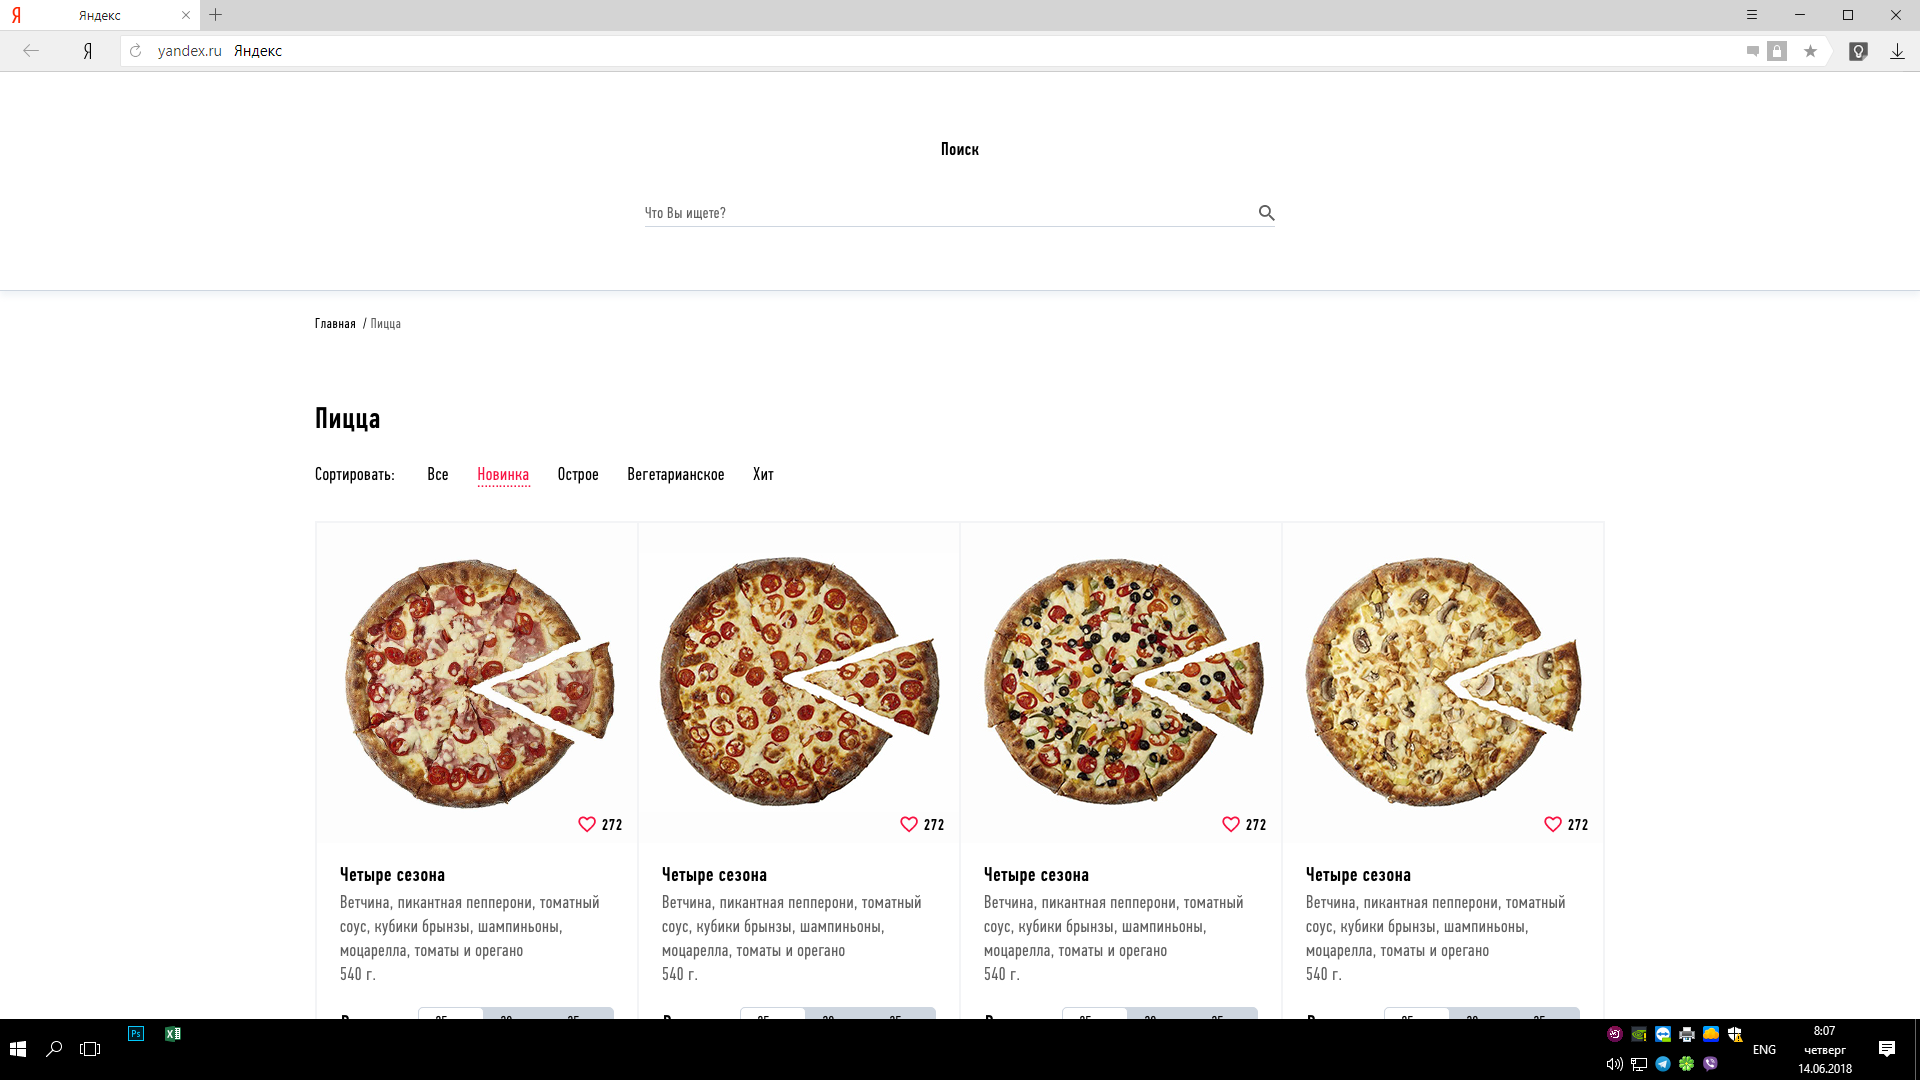 Яндекс
yandex.ru Яндекс
Поиск
Что Вы ищете?
Главная / Пицца
Пицца
Сортировать: Все Новинка Острое Вегетарианское Хит
272 272 272 272
Четыре сезона
Ветчина, пикантная пепперони, томатный
соус, кубики брынзы, шампиньоны,
моцарелла, томаты и орегано
540 г.
Четыре сезона
Ветчина, пикантная пепперони, томатный
соус, кубики брынзы, шампиньоны,
моцарелла, томаты и орегано
540 г.
Четыре сезона
Ветчина, пикантная пепперони, томатный
соус, кубики брынзы, шампиньоны,
моцарелла, томаты и орегано
540 г.
Четыре сезона
Ветчина, пикантная пепперони, томатный
соус, кубики брынзы, шампиньоны,
моцарелла, томаты и орегано
540 г.
Ps
ENG
8:07
четверг
14.06.2018